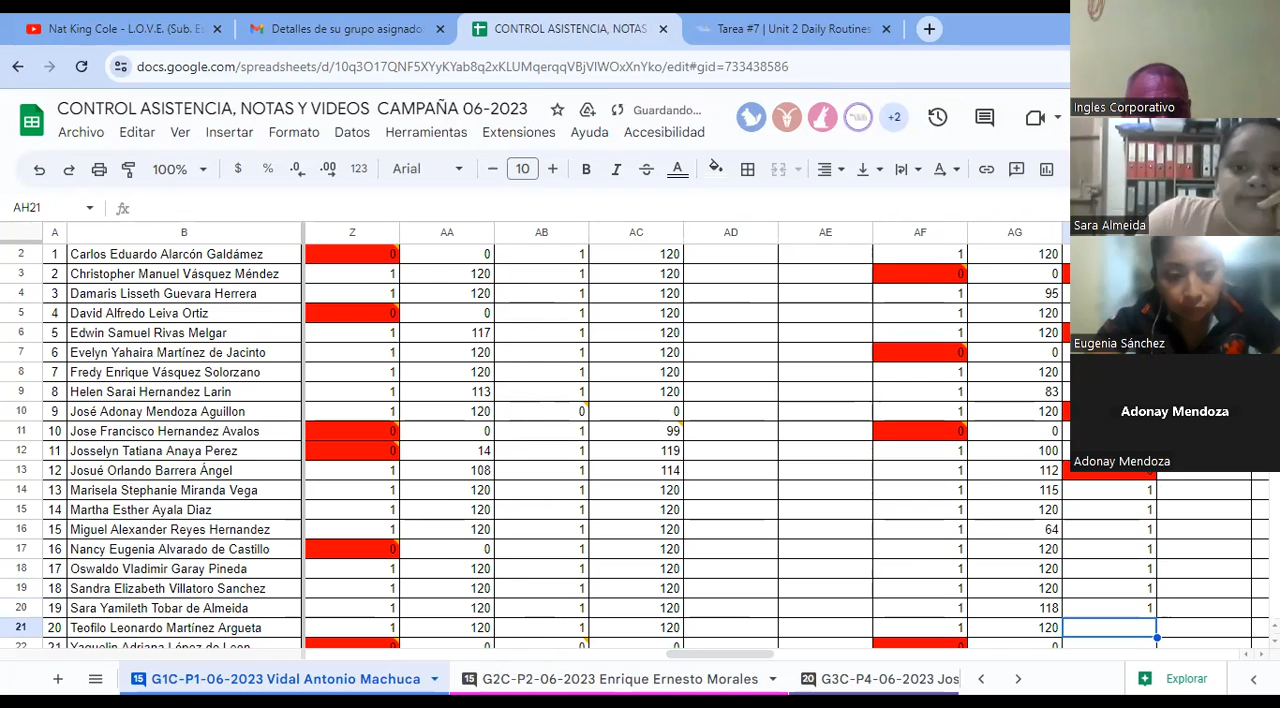 Nat King Cole - L.O.V.E. (Sub. Es
Detalles de su grupo asignado
CONTROL ASISTENCIA, NOTAS
Tarea #7 | Unit 2 Daily Routines
docs.google.com/spreadsheets/d/10q3O17QNF5XYyKYab8q2xKLUMqerqqVBjVIWOxXnYko/edit#gid=733438586
CONTROL ASISTENCIA, NOTAS Y VIDEOS CAMPAÑA 06-2023
Guardando...
+2
Archivo Editar Ver Insertar Formato Datos Herramientas Extensiones Ayuda Accesibilidad
100% $ % .0 .00 123 Arial 10 B I A
AH21 fx
A B Z AA AB AC AD AE AF AG
2 1 Carlos Eduardo Alarcón Galdámez 0 0 1 120 1 120
3 2 Christopher Manuel Vásquez Méndez 1 120 1 120 0 0
4 3 Damaris Lisseth Guevara Herrera 1 120 1 120 1 95
5 4 David Alfredo Leiva Ortiz 0 0 1 120 1 120
6 5 Edwin Samuel Rivas Melgar 1 117 1 120 1 120
7 6 Evelyn Yahaira Martínez de Jacinto 1 120 1 120 0 0
8 7 Fredy Enrique Vásquez Solorzano 1 120 1 120 1 120
9 8 Helen Sarai Hernandez Larin 1 113 1 120 1 83
10 9 José Adonay Mendoza Aguillon 1 120 0 0 1 120
11 10 Jose Francisco Hernandez Avalos 0 0 1 99 0 0
12 11 Josselyn Tatiana Anaya Perez 0 14 1 119 1 100
13 12 Josué Orlando Barrera Ángel 1 108 1 114 1 112
14 13 Marisela Stephanie Miranda Vega 1 120 1 120 1 115 1
15 14 Martha Esther Ayala Diaz 1 120 1 120 1 120 1
16 15 Miguel Alexander Reyes Hernandez 1 120 1 120 1 64 1
17 16 Nancy Eugenia Alvarado de Castillo 0 0 1 120 1 120 1
18 17 Oswaldo Vladimir Garay Pineda 1 120 1 120 1 120 1
19 18 Sandra Elizabeth Villatoro Sanchez 1 120 1 120 1 120 1
20 19 Sara Yamileth Tobar de Almeida 1 120 1 120 1 118 1
21 20 Teofilo Leonardo Martínez Argueta 1 120 1 120 1 120
22 21 Yaquelin Adriana López de Leon 0 0 1 0 0 0
15 G1C-P1-06-2023 Vidal Antonio Machuca
15 G2C-P2-06-2023 Enrique Ernesto Morales
20 G3C-P4-06-2023 Jos
Explorar
Ingles Corporativo
Sara Almeida
Eugenia Sánchez
Adonay Mendoza
Adonay Mendoza